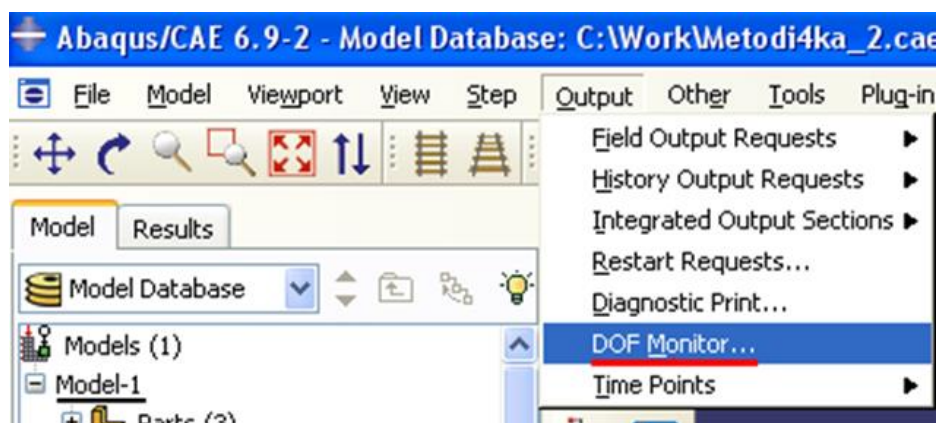 Abaqus/CAE 6.9-2 - Model Database: C:\Work\Metodi4ka_2.cae
File Model Viewport View Step Output Other Tools Plug-in
Field Output Requests
History Output Requests
Integrated Output Sections
Restart Requests...
Diagnostic Print...
DOF Monitor...
Time Points
Model Results
Model Database
Models (1)
Model-1
Parts (3)